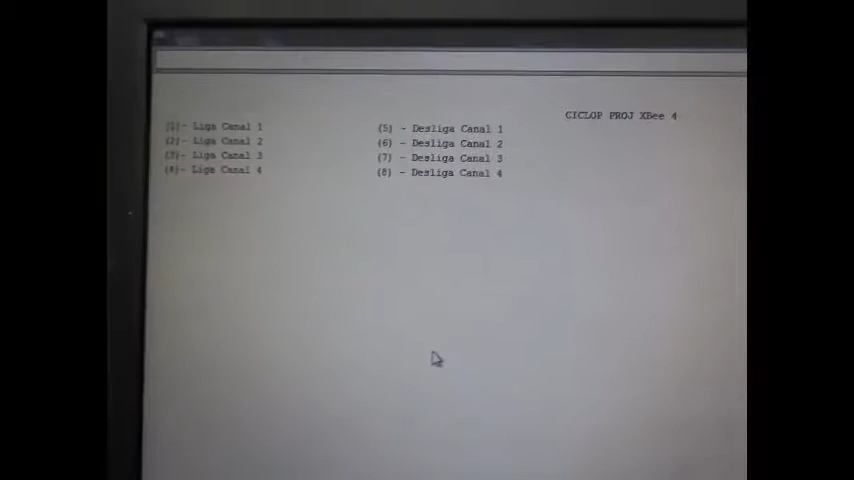 CICLOP PROJ XBee 4
(1)- Liga Canal 1
(2)- Liga Canal 2
(3)- Liga Canal 3
(4)- Liga Canal 4
(5) - Desliga Canal 1
(6) - Desliga Canal 2
(7) - Desliga Canal 3
(8) - Desliga Canal 4